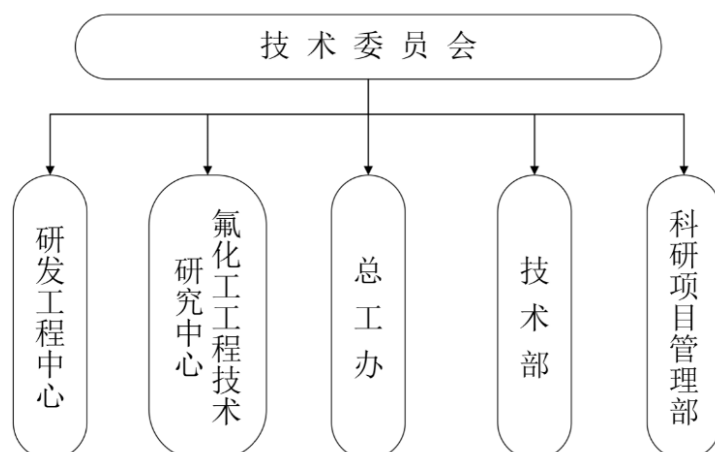 技术委员会
研发工程中心
氟化工工程技术
研究中心
总工办
技术部
科研项目管理部